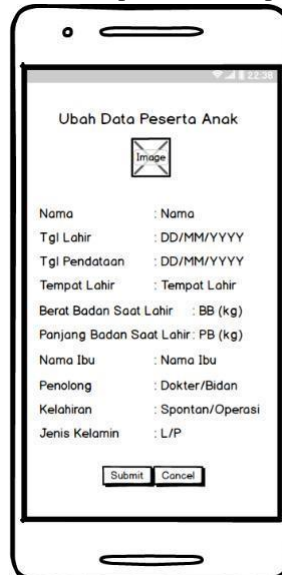 22:38
Ubah Data Peserta Anak
Image
Nama : Nama
Tgl Lahir : DD/MM/YYYY
Tgl Pendataan : DD/MM/YYYY
Tempat Lahir : Tempat Lahir
Berat Badan Saat Lahir : BB (kg)
Panjang Badan Saat Lahir : PB (kg)
Nama Ibu : Nama Ibu
Penolong : Dokter/Bidan
Kelahiran : Spontan/Operasi
Jenis Kelamin : L/P
Submit Cancel